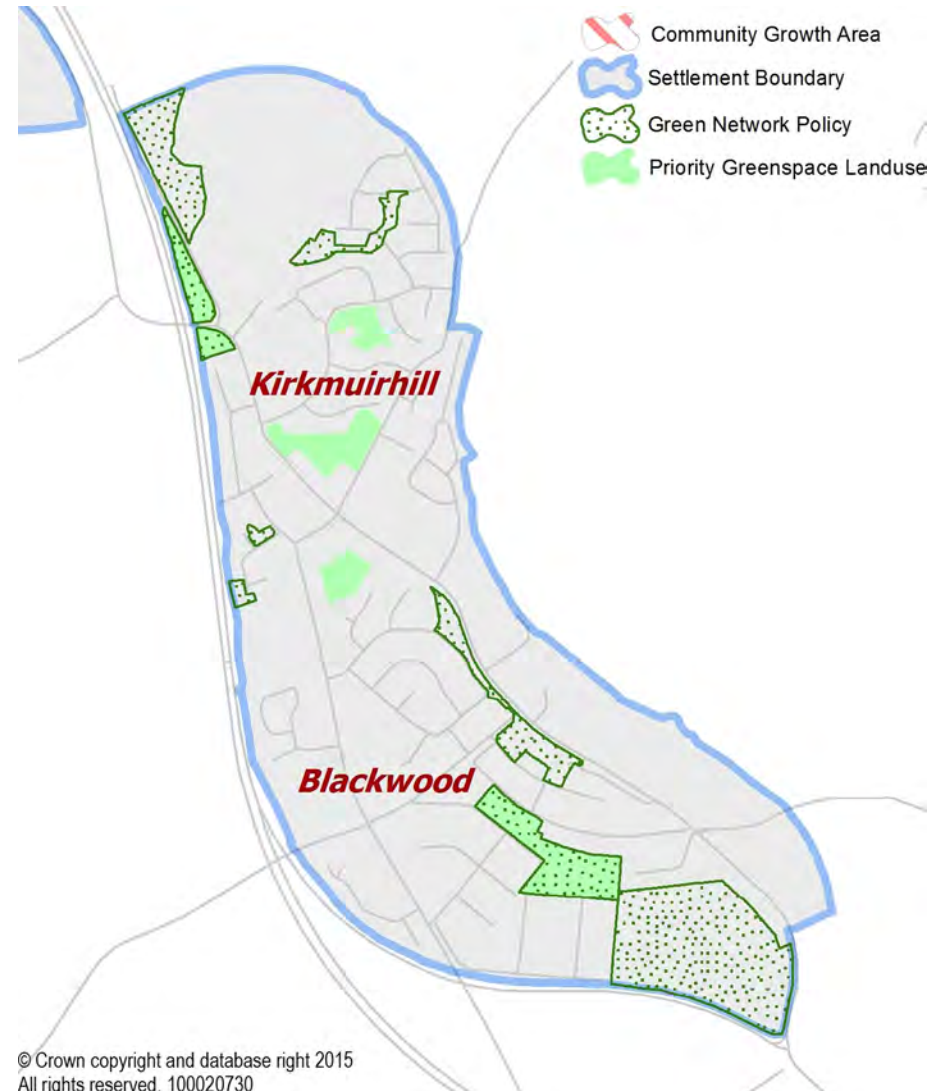 Community Growth Area
Settlement Boundary
Green Network Policy
Priority Greenspace Landuse
Kirkmuirhill
Blackwood
© Crown copyright and database right 2015
All rights reserved. 100020730